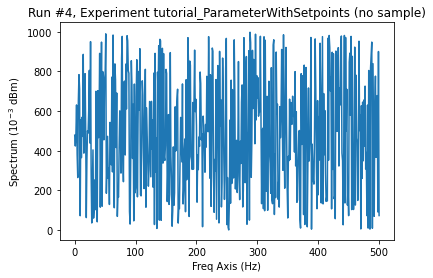 Run #4, Experiment tutorial_ParameterWithSetpoints (no sample)
1000
800
600
400
200
0
Spectrum (10⁻³ dBm)
0 100 200 300 400 500
Freq Axis (Hz)